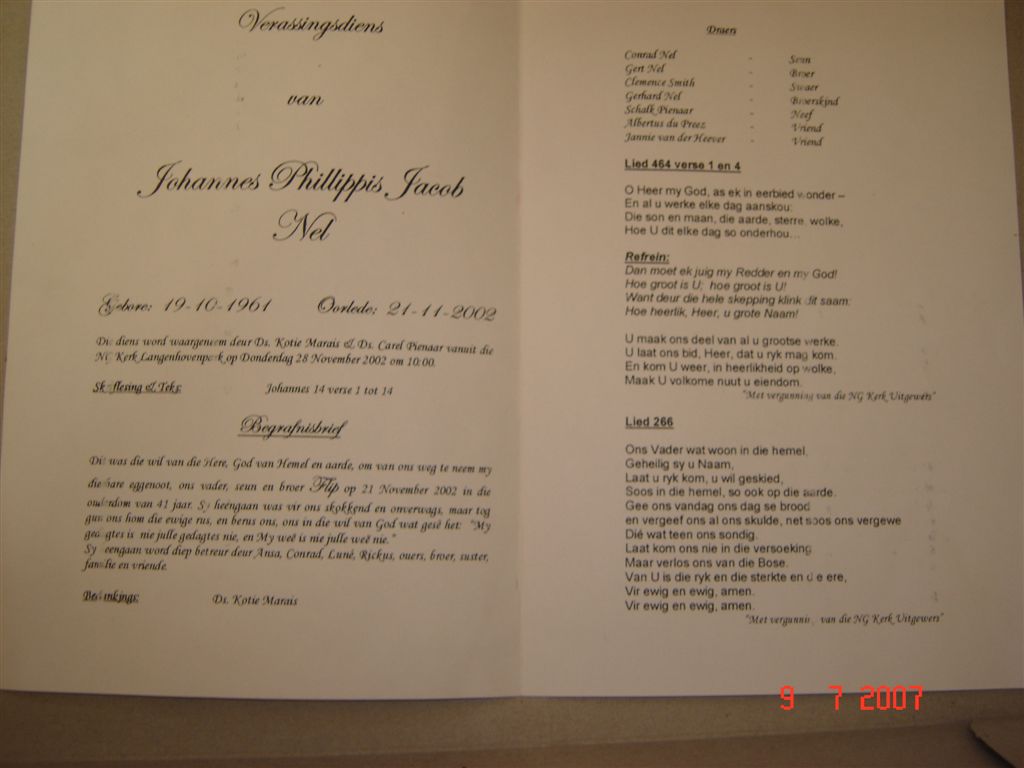 Verassingsdiens
van
Johannes Phillippis Jacob
Nel
Gebore: 19-10-1961 Oorlede: 21-11-2002
Die diens word waargeneem deur Ds. Kotie Marais & Ds. Carel Pienaar vanuit die
NG Kerk Langenhovenpark op Donderdag 28 November 2002 om 10:00.
Skriflesing & Teks: Johannes 14 verse 1 tot 14
Begrafnisbrief
Dit was die wil van die Here, God van Hemel en aarde, om van ons weg te neem my
dierbare eggenoot, ons vader, seun en broer Flip op 21 November 2002 in die
ouderdom van 41 jaar. Sy heëngaan was vir ons skokkend en onverwags, maar tog
gun ons hom die ewige rus, en berus ons, ons in die wil van God wat gesê het: "My
gedagtes is nie julle gedagtes nie, en My weë is nie julle weë nie."
Sy heengaan word diep betreur deur Ansa, Conrad, Luné, Rickus, ouers, broer, suster,
familie en vriende.
Bedankings: Ds. Kotie Marais
Draers
Conrad Nel - Seun
Gert Nel - Broer
Clemence Smith - Swaer
Gerhard Nel - Broerskind
Schalk Pienaar - Neef
Albertus du Preez - Vriend
Jannie van der Heever - Vriend
Lied 464 verse 1 en 4
O Heer my God, as ek in eerbied wonder –
En al u werke elke dag aanskou:
Die son en maan, die aarde, sterre, wolke,
Hoe U dit elke dag so onderhou...
Refrein:
Dan moet ek juig my Redder en my God!
Hoe groot is U; hoe groot is U!
Want deur die hele skepping klink dit saam:
Hoe heerlik, Heer, u grote Naam!
U maak ons deel van al u grootse werke.
U laat ons bid, Heer, dat u ryk mag kom.
En kom U weer, in heerlikheid op wolke,
Maak U volkome nuut u eiendom.
"Met vergunning van die NG Kerk Uitgewers"
Lied 266
Ons Vader wat woon in die hemel,
Geheilig sy u Naam,
Laat u ryk kom, u wil geskied,
Soos in die hemel, so ook op die aarde.
Gee ons vandag ons dag se brood
en vergeef ons al ons skulde, net soos ons vergewe
Dié wat teen ons sondig.
Laat kom ons nie in die versoeking
Maar verlos ons van die Bose.
Van U is die ryk en die sterkte en die ere,
Vir ewig en ewig, amen.
Vir ewig en ewig, amen.
"Met vergunning van die NG Kerk Uitgewers"
9 7 2007